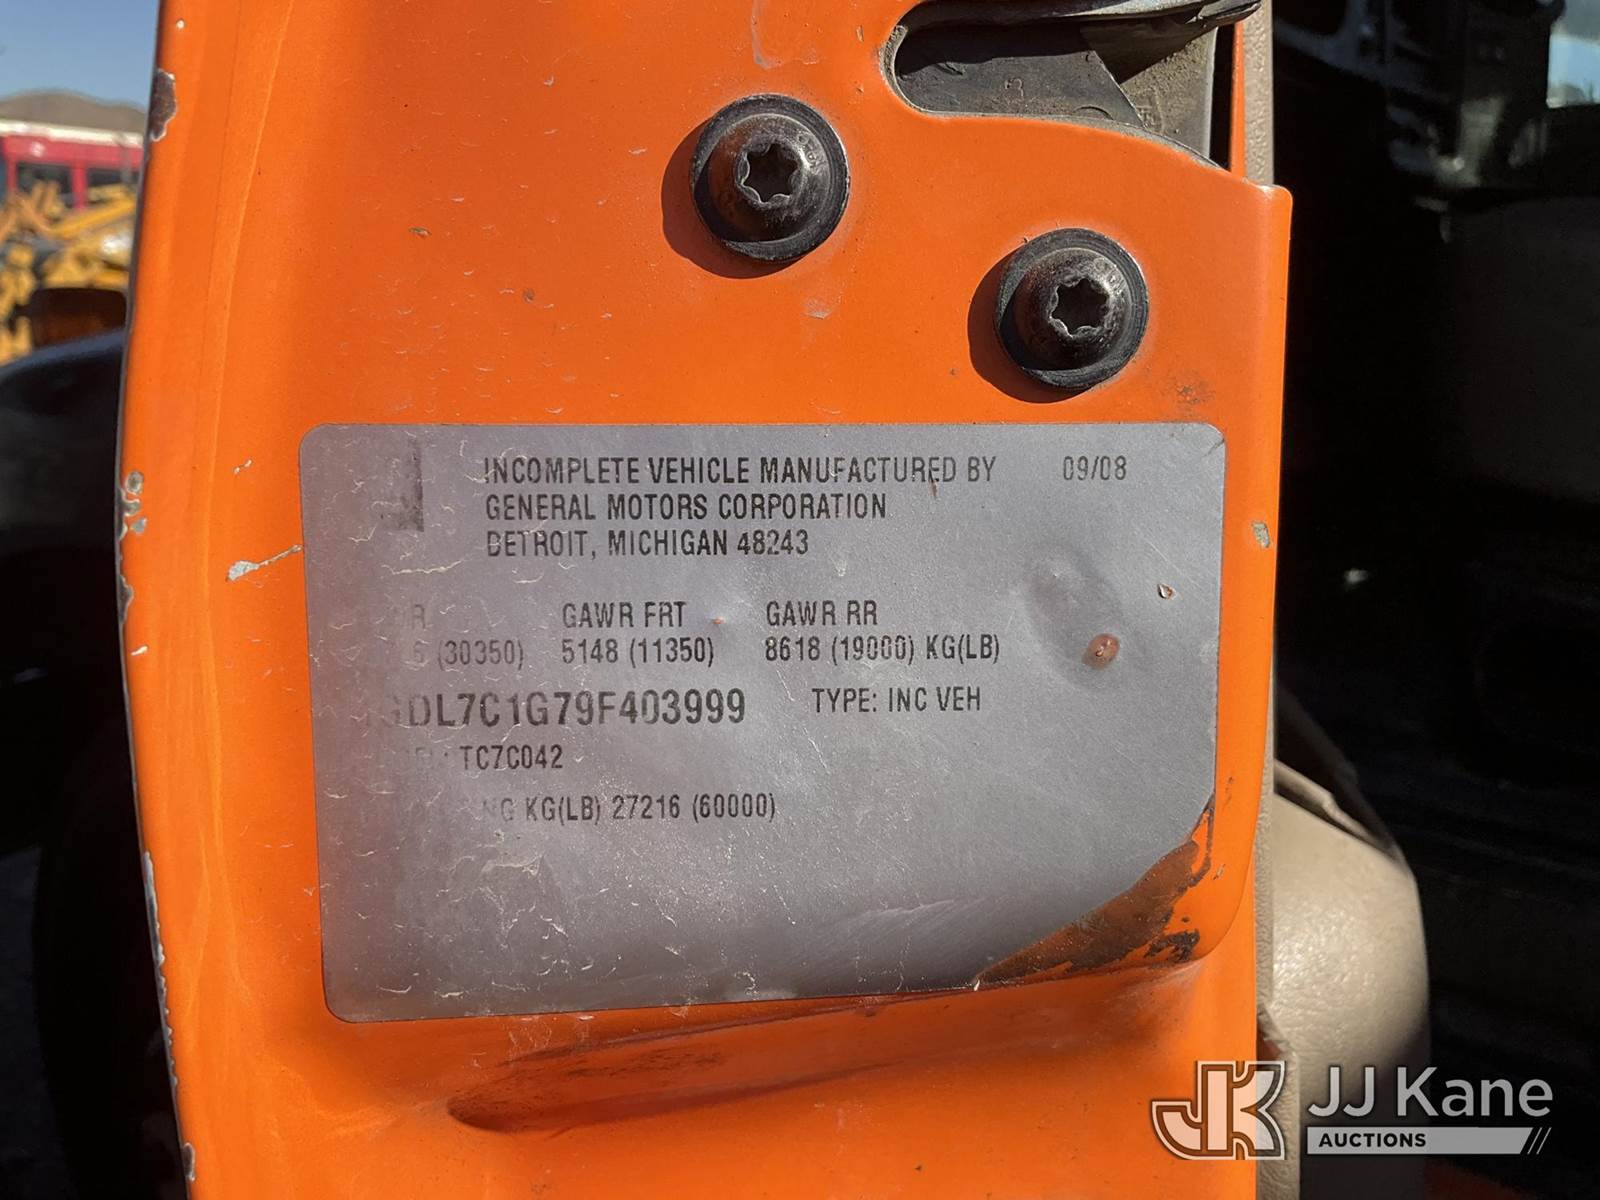 INCOMPLETE VEHICLE MANUFACTURED BY 09/08
GENERAL MOTORS CORPORATION
DETROIT, MICHIGAN 48243
GAWR FRT GAWR RR
(30350) 5148 (11350) 8618 (19000) KG(LB)
GDL7C1G79F403999 TYPE: INC VEH
TC7C042
KG(LB) 27216 (60000)
JJ Kane
AUCTIONS